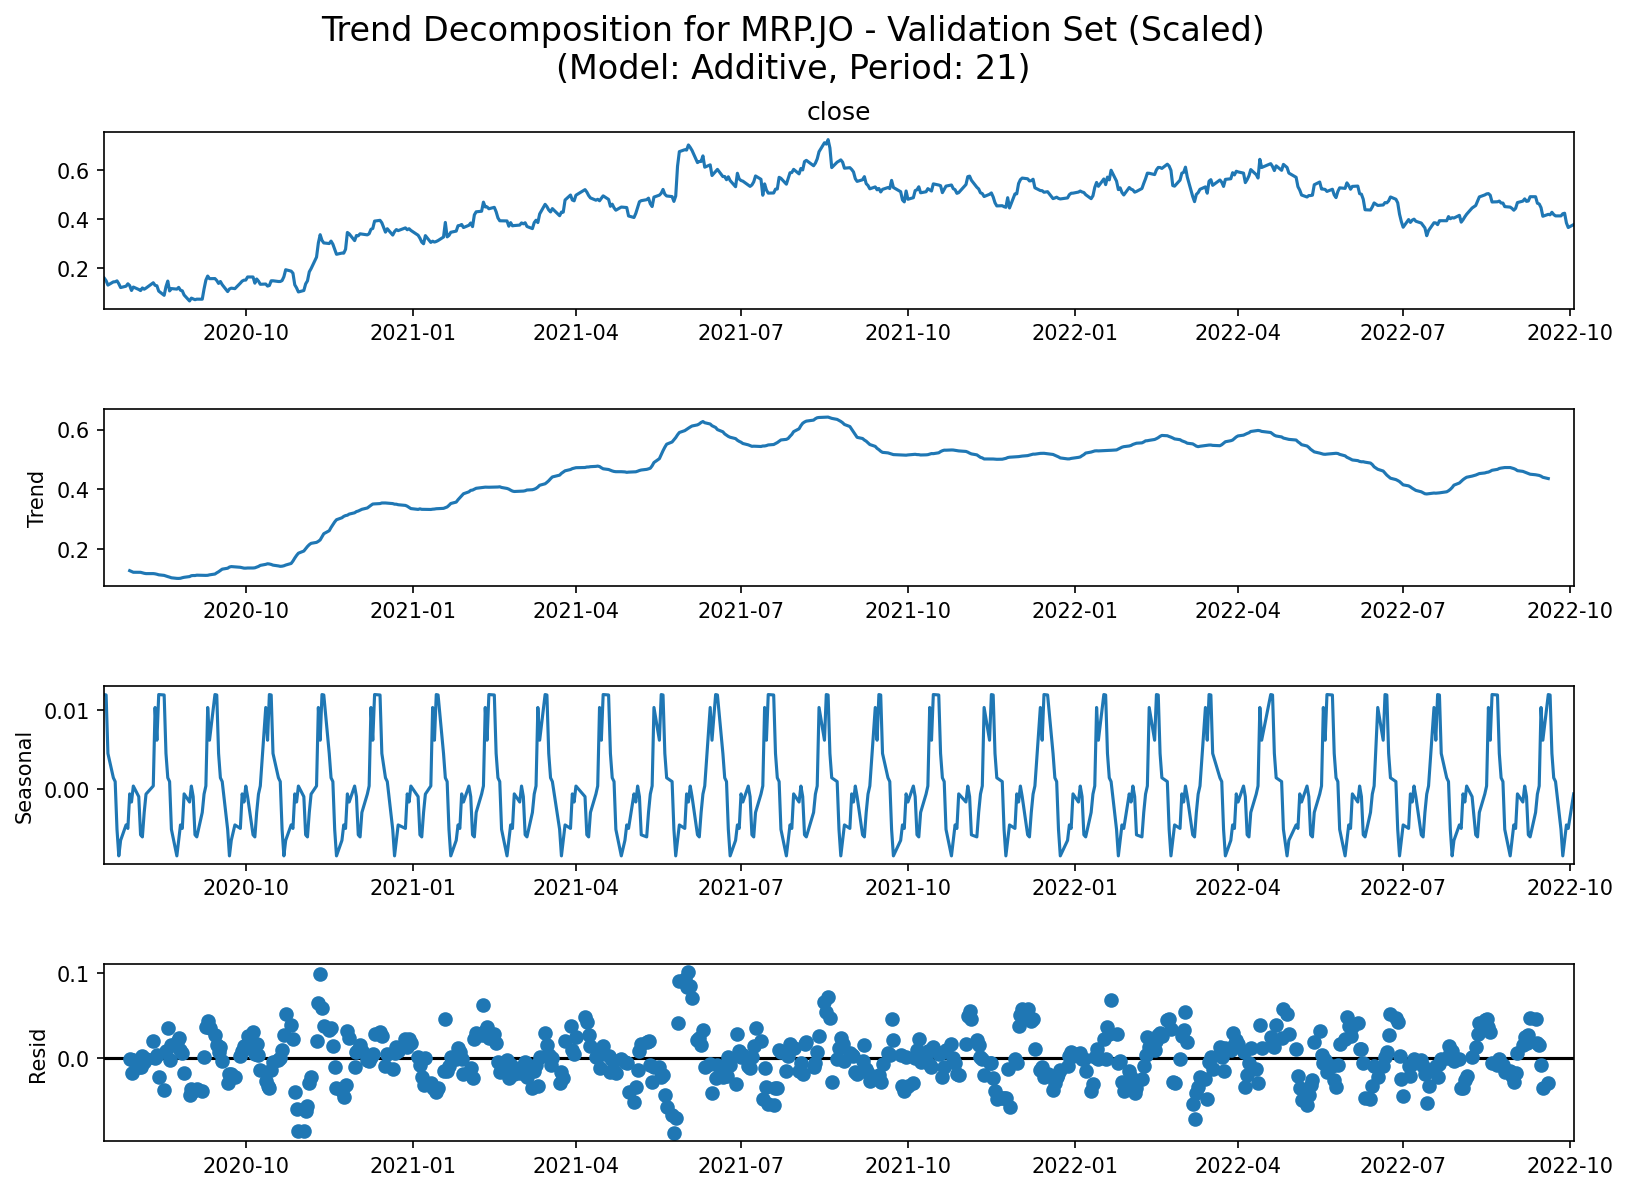 Trend Decomposition for MRP.JO - Validation Set (Scaled)
(Model: Additive, Period: 21)
close
0.6
0.4
0.2
2020-10 2021-01 2021-04 2021-07 2021-10 2022-01 2022-04 2022-07 2022-10
Trend
0.6
0.4
0.2
2020-10 2021-01 2021-04 2021-07 2021-10 2022-01 2022-04 2022-07 2022-10
Seasonal
0.01
0.00
2020-10 2021-01 2021-04 2021-07 2021-10 2022-01 2022-04 2022-07 2022-10
Resid
0.1
0.0
2020-10 2021-01 2021-04 2021-07 2021-10 2022-01 2022-04 2022-07 2022-10